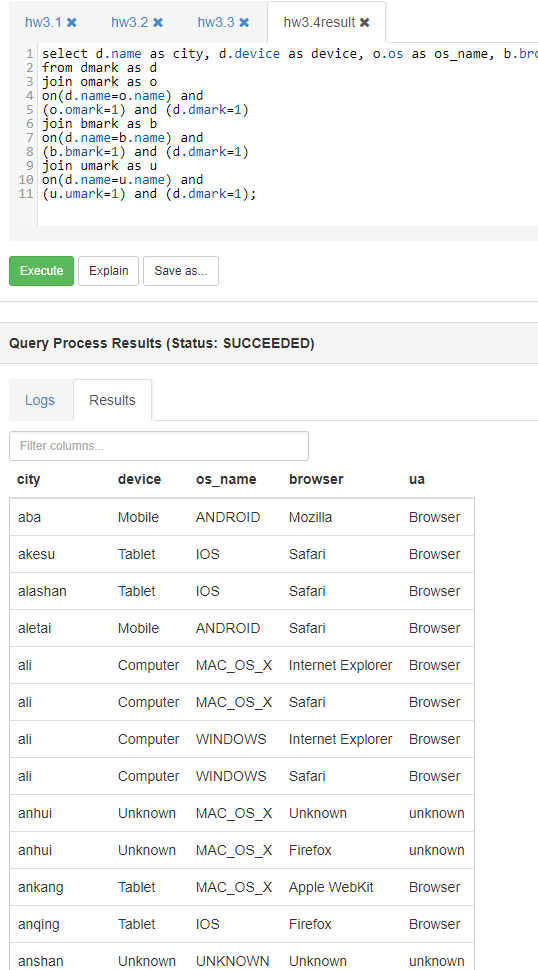 hw3.1 ✖ hw3.2 ✖ hw3.3 ✖ hw3.4result ✖
1 select d.name as city, d.device as device, o.os as os_name, b.bro
2 from dmark as d
3 join omark as o
4 on(d.name=o.name) and
5 (o.omark=1) and (d.dmark=1)
6 join bmark as b
7 on(d.name=b.name) and
8 (b.bmark=1) and (d.dmark=1)
9 join umark as u
10 on(d.name=u.name) and
11 (u.umark=1) and (d.dmark=1);
Execute Explain Save as...
Query Process Results (Status: SUCCEEDED)
Logs Results
Filter columns...
city device os_name browser ua
aba Mobile ANDROID Mozilla Browser
akesu Tablet IOS Safari Browser
alashan Tablet IOS Safari Browser
aletai Mobile ANDROID Safari Browser
ali Computer MAC_OS_X Internet Explorer Browser
ali Computer MAC_OS_X Safari Browser
ali Computer WINDOWS Internet Explorer Browser
ali Computer WINDOWS Safari Browser
anhui Unknown MAC_OS_X Unknown unknown
anhui Unknown MAC_OS_X Firefox unknown
ankang Tablet MAC_OS_X Apple WebKit Browser
anqing Tablet IOS Firefox Browser
anshan Unknown UNKNOWN Unknown unknown